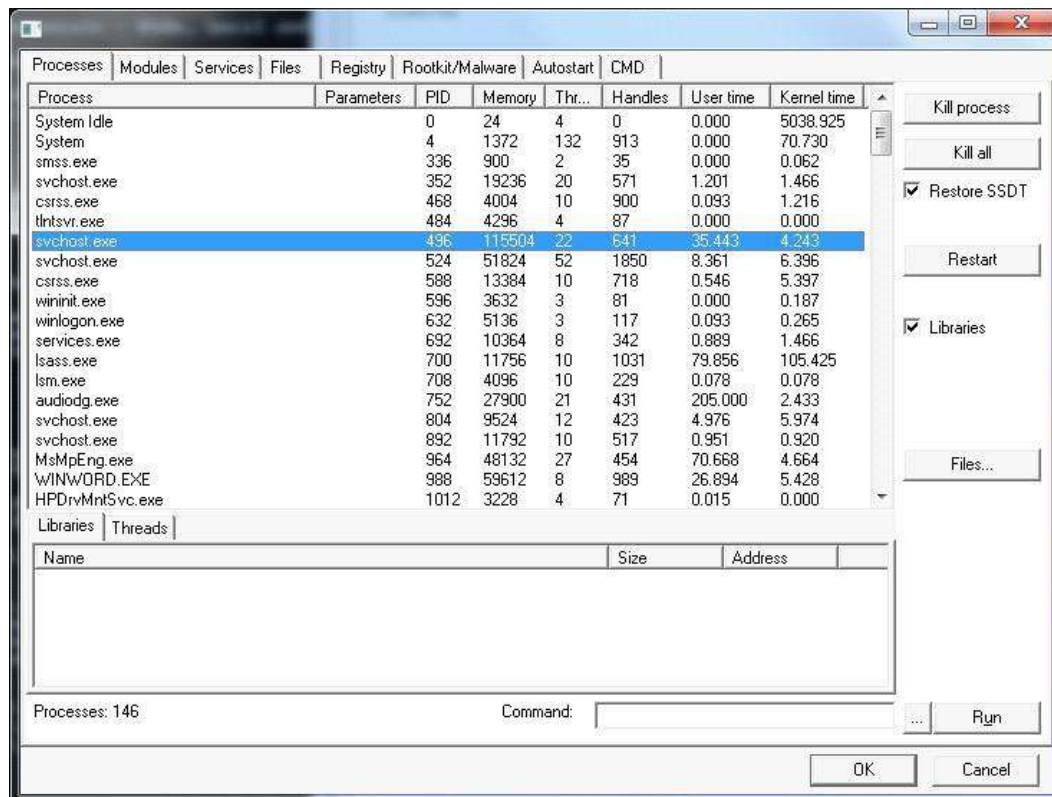 Processes Modules Services Files Registry Rootkit/Malware Autostart CMD
Process Parameters PID Memory Thr... Handles User time Kernel time
System Idle 0 24 4 0 0.000 5038.925
System 4 1372 132 913 0.000 70.730
smss.exe 336 900 2 35 0.000 0.062
svchost.exe 352 19236 20 571 1.201 1.466
csrss.exe 468 4004 10 900 0.093 1.216
tlntsvr.exe 484 4296 4 87 0.000 0.000
svchost.exe 496 115504 22 641 35.443 4.243
svchost.exe 524 51824 52 1850 8.361 6.396
csrss.exe 588 13384 10 718 0.546 5.397
wininit.exe 596 3632 3 81 0.000 0.187
winlogon.exe 632 5136 3 117 0.093 0.265
services.exe 692 10364 8 342 0.889 1.466
lsass.exe 700 11756 10 1031 79.856 105.425
lsm.exe 708 4096 10 229 0.078 0.078
audiodg.exe 752 27900 21 431 205.000 2.433
svchost.exe 804 9524 12 423 4.976 5.974
svchost.exe 892 11792 10 517 0.951 0.920
MsMpEng.exe 964 48132 27 454 70.668 4.664
WINWORD.EXE 988 59612 8 989 26.894 5.428
HPDrvMntSvc.exe 1012 3228 4 71 0.015 0.000
Kill process
Kill all
Restore SSDT
Restart
Libraries
Files...
Libraries Threads
Name Size Address
Processes: 146 Command: ... Run
OK Cancel